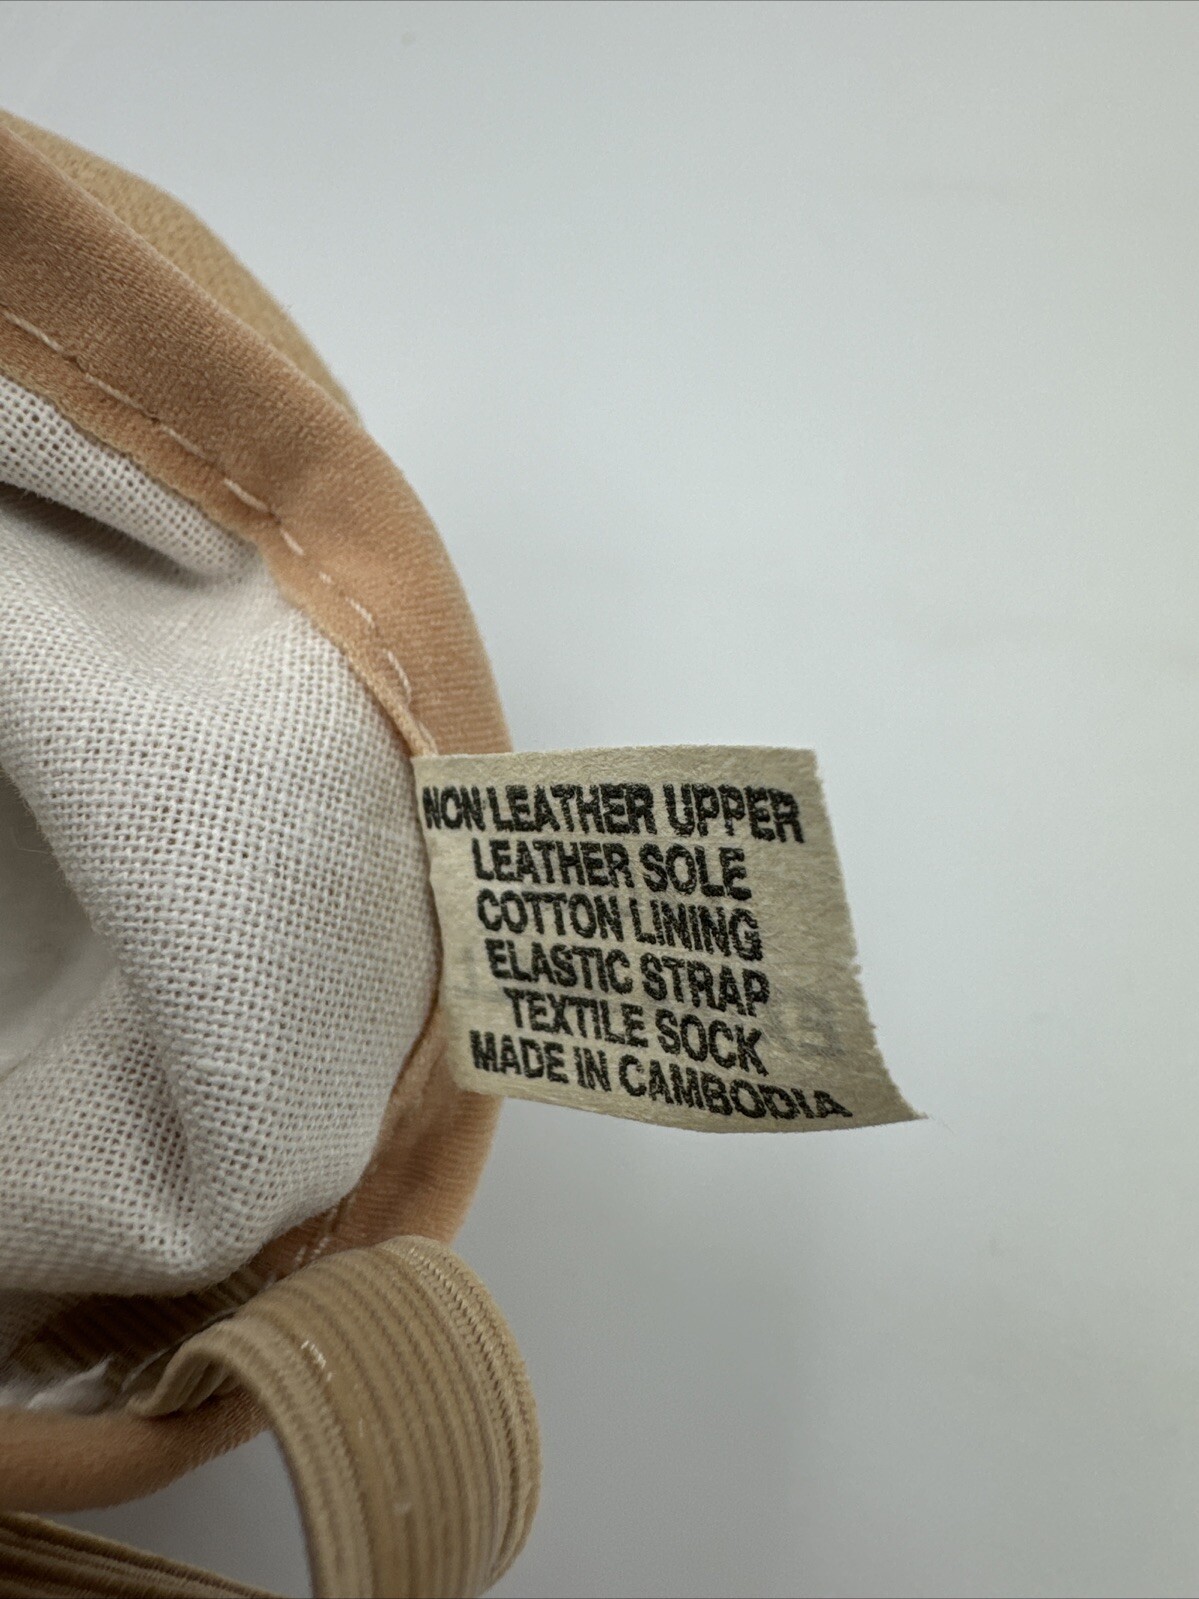 NON LEATHER UPPER
LEATHER SOLE
COTTON LINING
ELASTIC STRAP
TEXTILE SOCK
MADE IN CAMBODIA